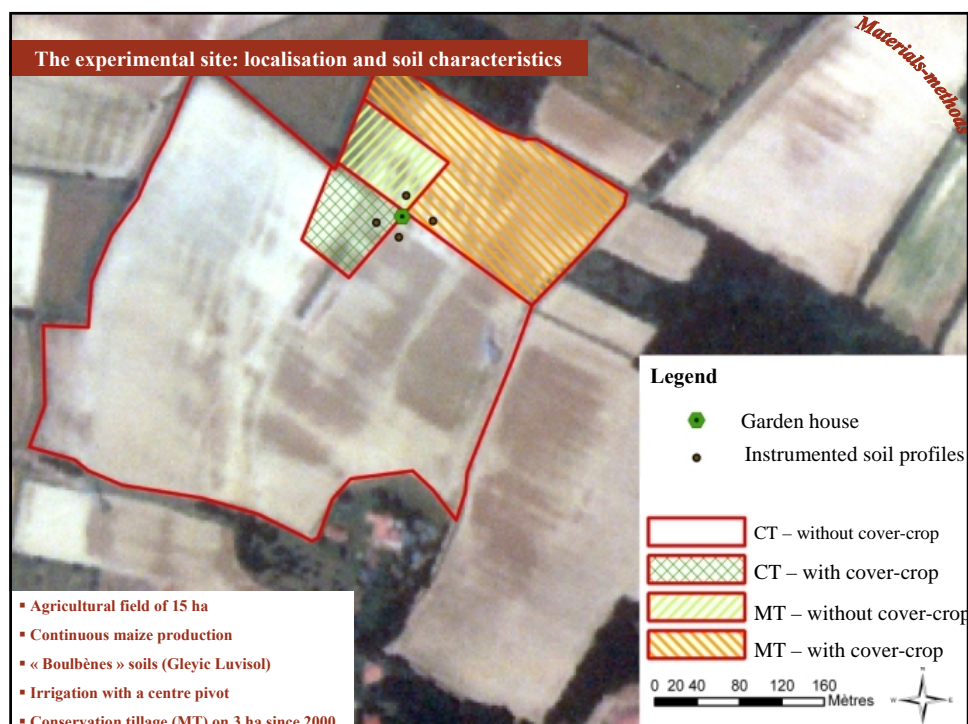 The experimental site: localisation and soil characteristics
Materials-methods
Legend
Garden house
Instrumented soil profiles
CT – without cover-crop
CT – with cover-crop
MT – without cover-crop
MT – with cover-crop
0 20 40 80 120 160
Mètres
N
W E
S
▪ Agricultural field of 15 ha
▪ Continuous maize production
▪ « Boulbènes » soils (Gleyic Luvisol)
▪ Irrigation with a centre pivot
▪ Conservation tillage (MT) on 3 ha since 2000